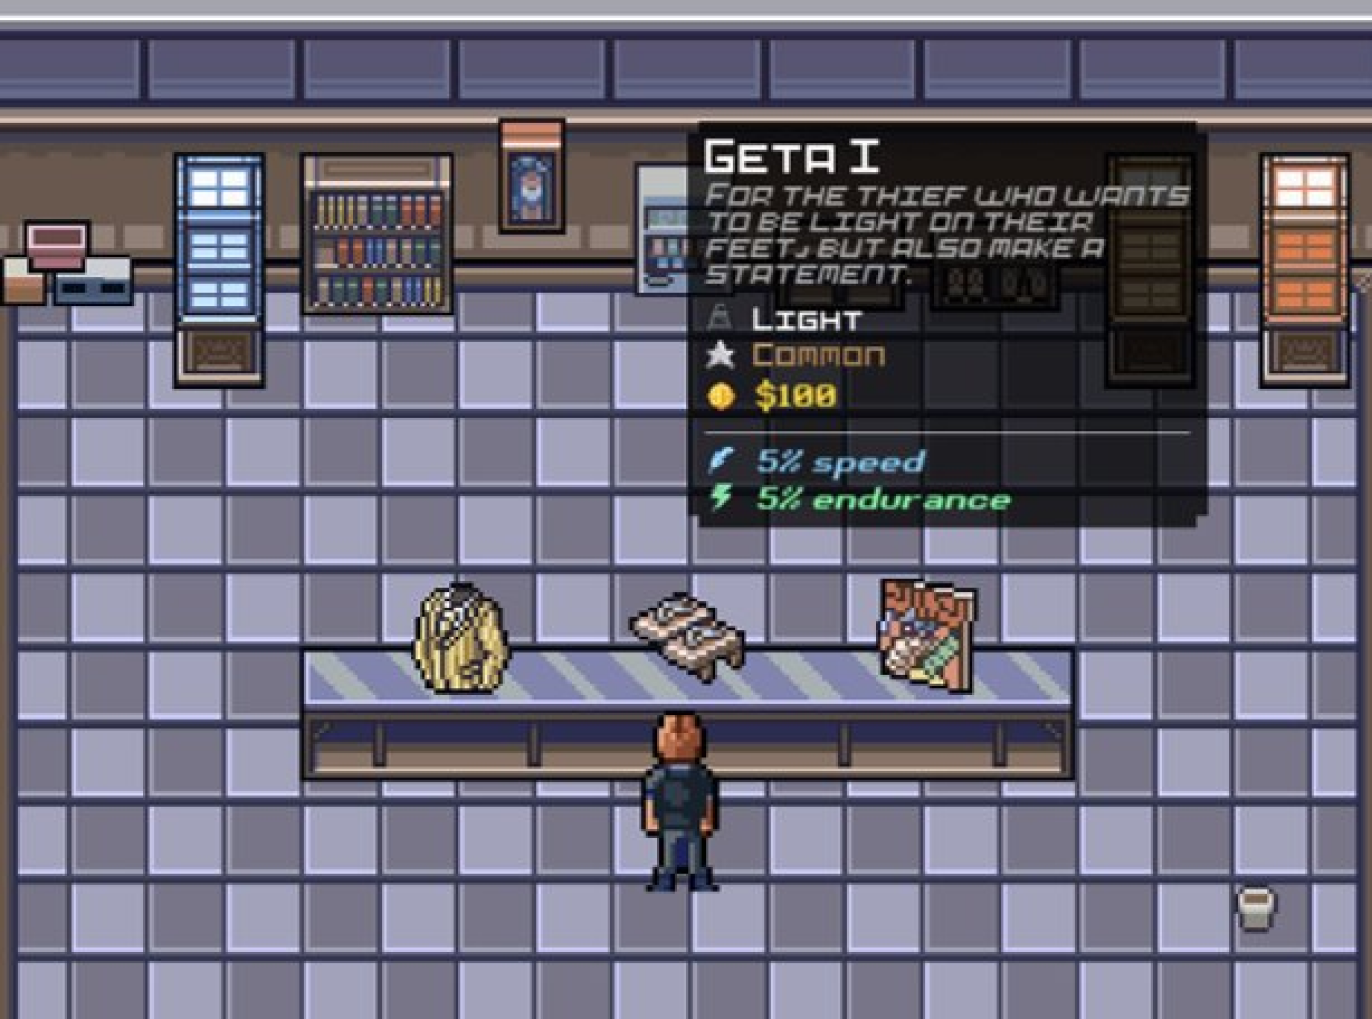 Geta I
For the thief who wants
to be light on their
feet, but also make a
statement.
Light
Common
$100
5% speed
5% endurance